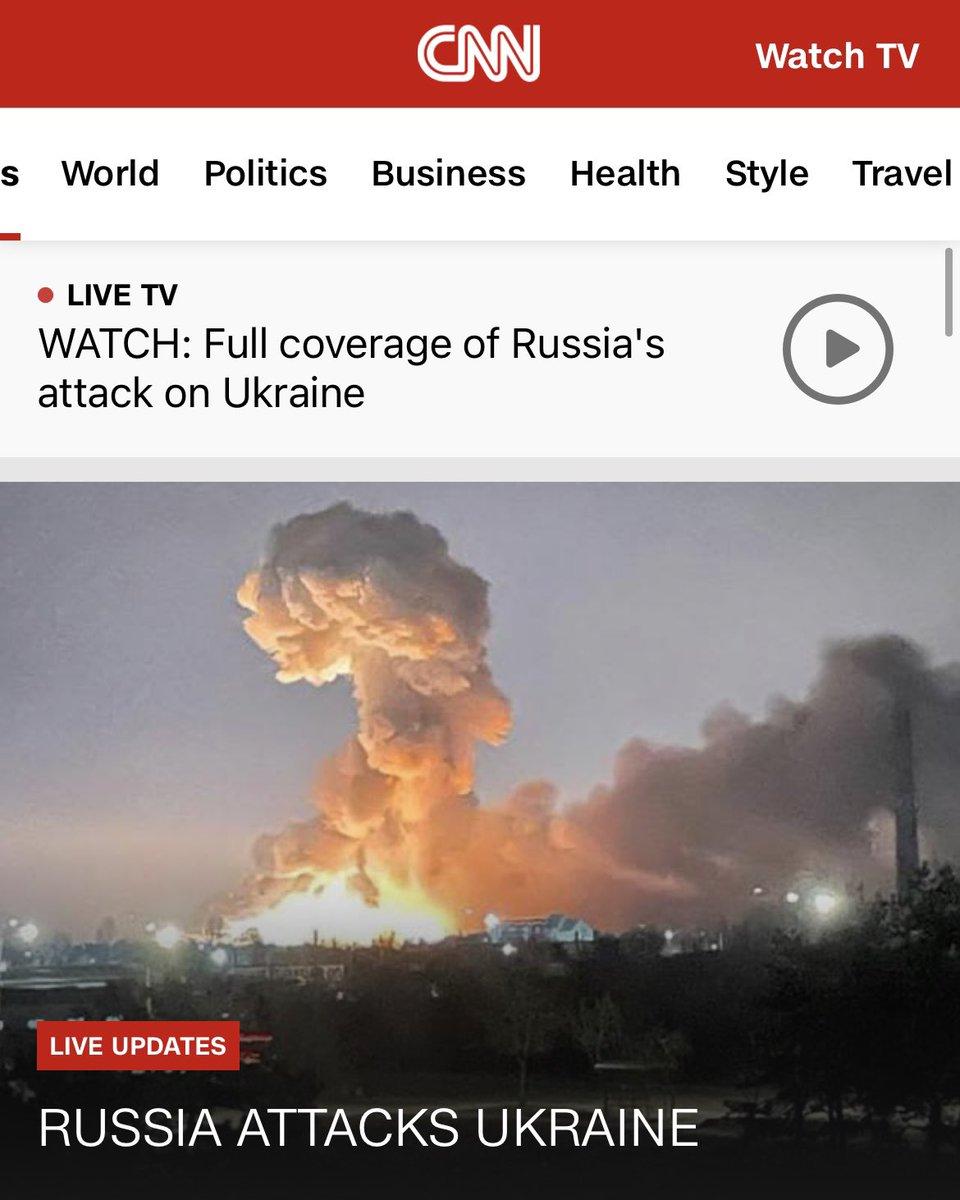 CNN
Watch TV
s World Politics Business Health Style Travel
LIVE TV
WATCH: Full coverage of Russia's
attack on Ukraine
LIVE UPDATES
RUSSIA ATTACKS UKRAINE